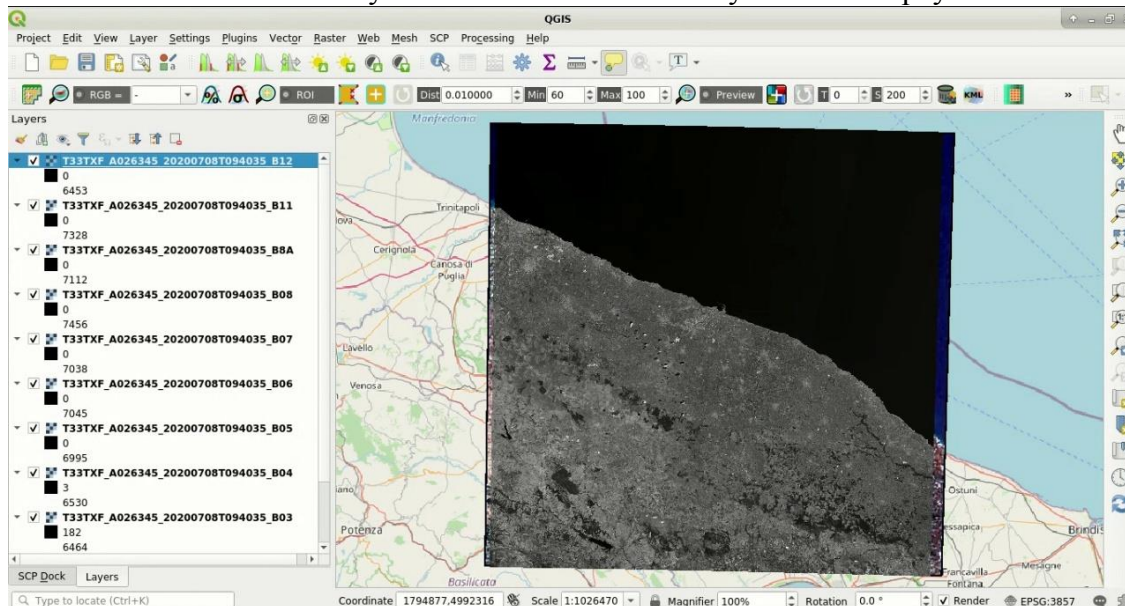 QGIS
Project Edit View Layer Settings Plugins Vector Raster Web Mesh SCP Processing Help
RGB = - ROI Dist 0.010000 Min 60 Max 100 Preview T 0 S 200 KML »
Layers
T33TXF_A026345_20200708T094035_B12
0
6453
T33TXF_A026345_20200708T094035_B11
0
7328
T33TXF_A026345_20200708T094035_B8A
0
7112
T33TXF_A026345_20200708T094035_B08
0
7456
T33TXF_A026345_20200708T094035_B07
0
7038
T33TXF_A026345_20200708T094035_B06
0
7045
T33TXF_A026345_20200708T094035_B05
0
6995
T33TXF_A026345_20200708T094035_B04
3
6530
T33TXF_A026345_20200708T094035_B03
182
6464
SCP Dock Layers
Manfredonia
Trinitapoli
Cerignola
Canosa di
Puglia
Lavello
Venosa
Potenza
Basilicata
Ostuni
Brindis
Mesagne
Francavilla
Fontana
Type to locate (Ctrl+K) Coordinate 1794877,4992316 Scale 1:1026470 Magnifier 100% Rotation 0.0 ° Render EPSG:3857